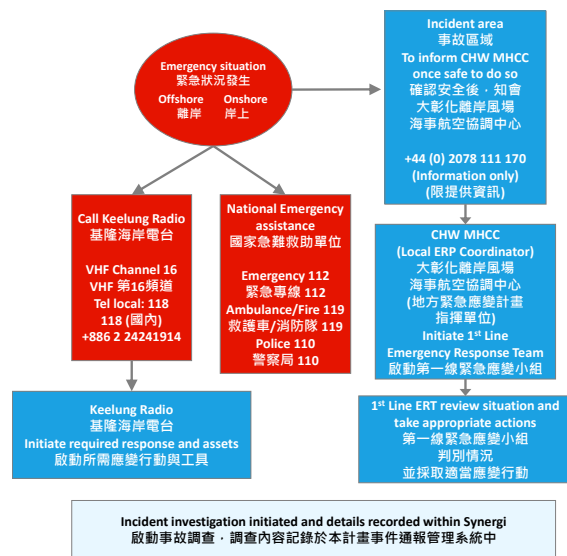 Emergency situation
緊急狀況發生
Offshore Onshore
離岸 岸上
Incident area
事故區域
To inform CHW MHCC
once safe to do so
確認安全後，知會
大彰化離岸風場
海事航空協調中心
+44 (0) 2078 111 170
(Information only)
(限提供資訊)
Call Keelung Radio
基隆海岸電台
VHF Channel 16
VHF 第16頻道
Tel local: 118
118 (國內)
+886 2 24241914
National Emergency
assistance
國家急難救助單位
Emergency 112
緊急專線 112
Ambulance/Fire 119
救護車/消防隊 119
Police 110
警察局 110
CHW MHCC
(Local ERP Coordinator)
大彰化離岸風場
海事航空協調中心
(地方緊急應變計畫
指揮單位)
Initiate 1st Line
Emergency Response Team
啟動第一線緊急應變小組
Keelung Radio
基隆海岸電台
Initiate required response and assets
啟動所需應變行動與工具
1st Line ERT review situation and
take appropriate actions
第一線緊急應變小組
判別情況
並採取適當應變行動
Incident investigation initiated and details recorded within Synergi
啟動事故調查，調查內容記錄於本計畫事件通報管理系統中